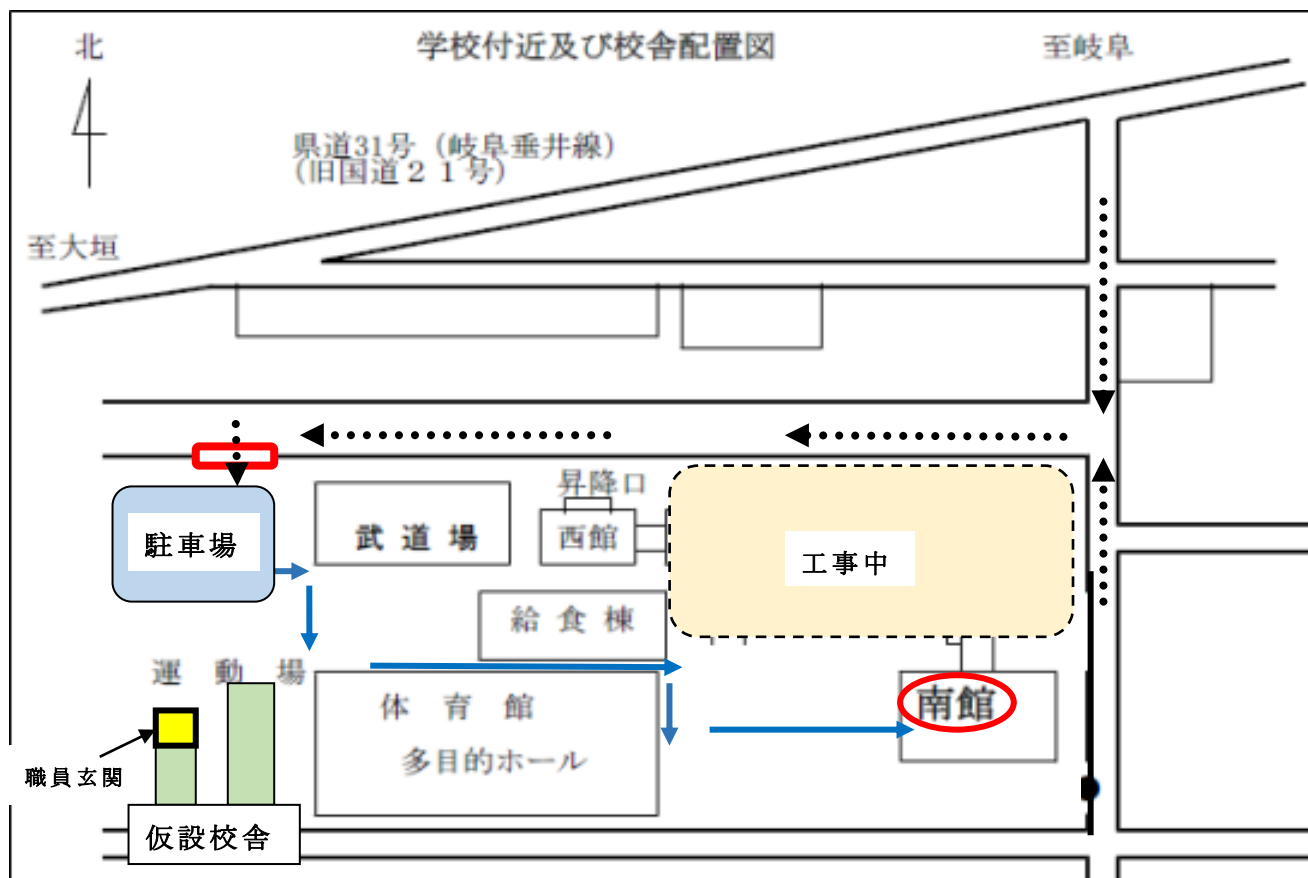 北
学校付近及び校舎配置図
至岐阜
県道31号（岐阜垂井線）
(旧国道２１号)
至大垣
昇降口
武道場
西館
駐車場
工事中
給食棟
運動場
体育館
多目的ホール
南館
職員玄関
仮設校舎